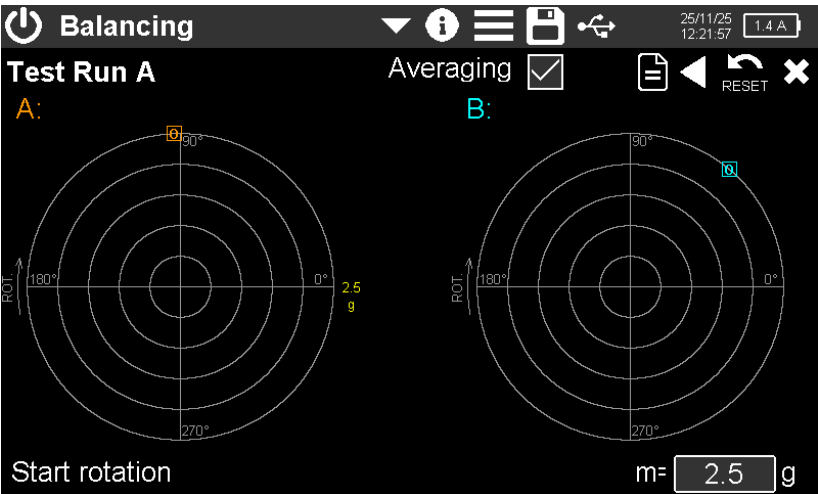 Balancing
25/11/25
12:21:57
1.4 A
Test Run A
Averaging
RESET
A:
B:
0
90°
180°
0°
270°
ROT.
2.5
g
0
90°
180°
0°
270°
ROT.
Start rotation
m= 2.5 g